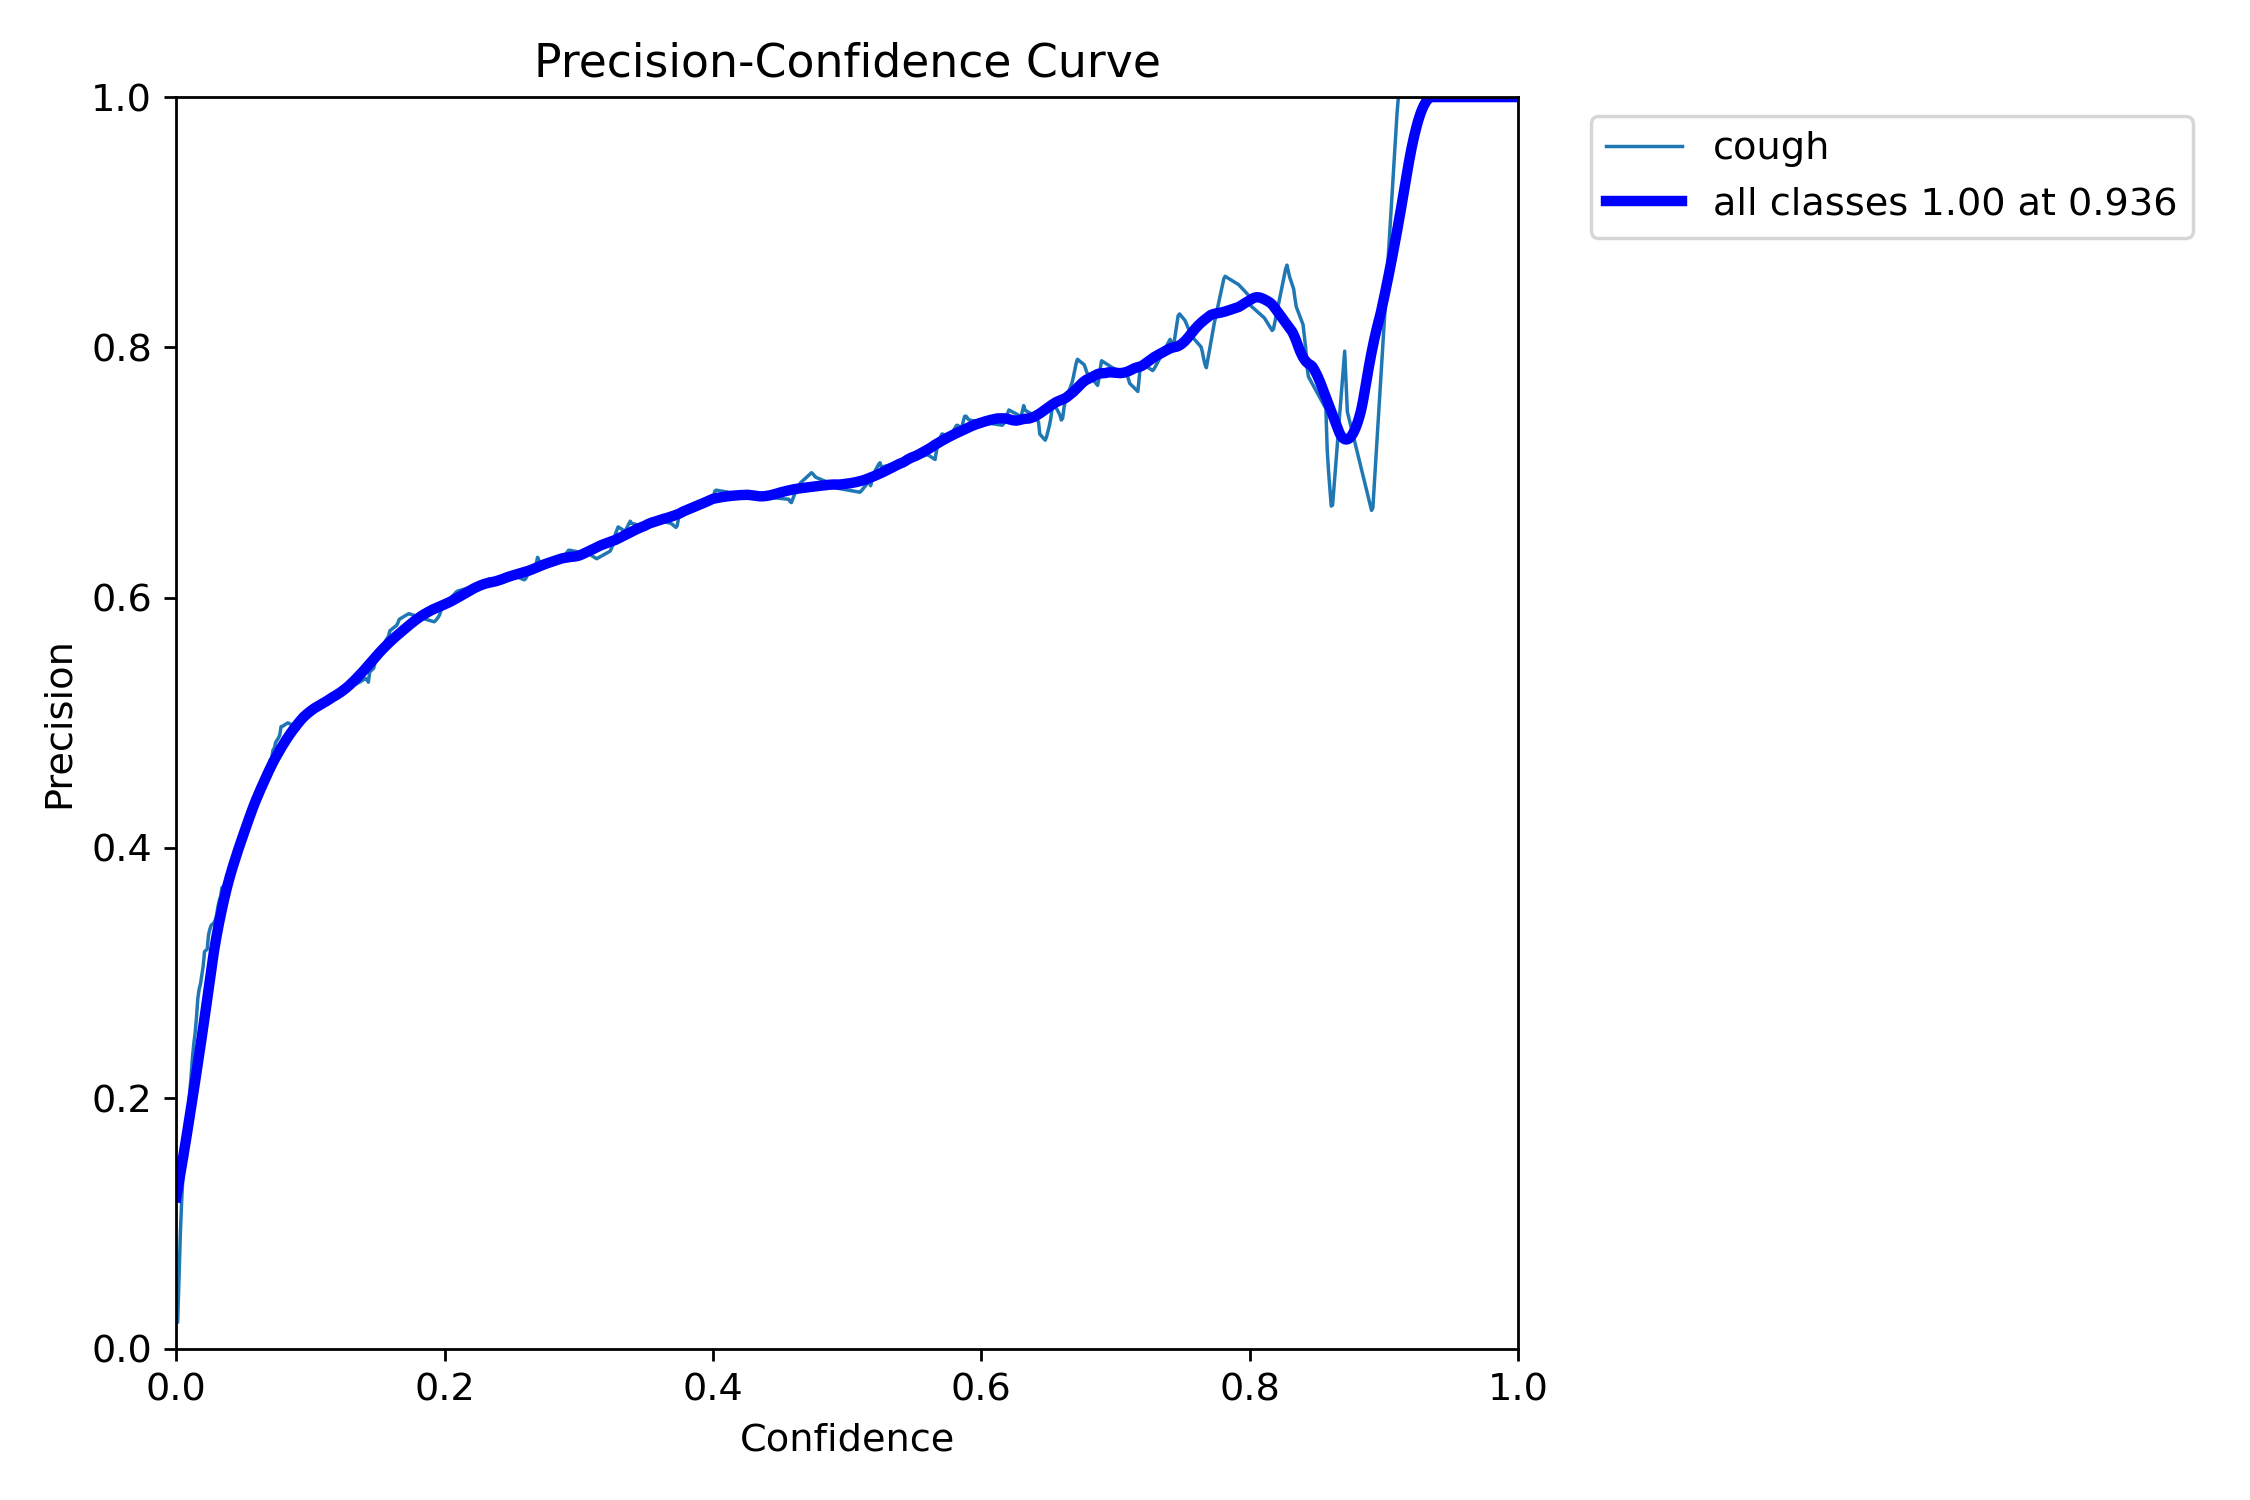 Precision-Confidence Curve
1.0
0.8
0.6
0.4
0.2
0.0
Precision
0.0 0.2 0.4 0.6 0.8 1.0
Confidence
cough
all classes 1.00 at 0.936